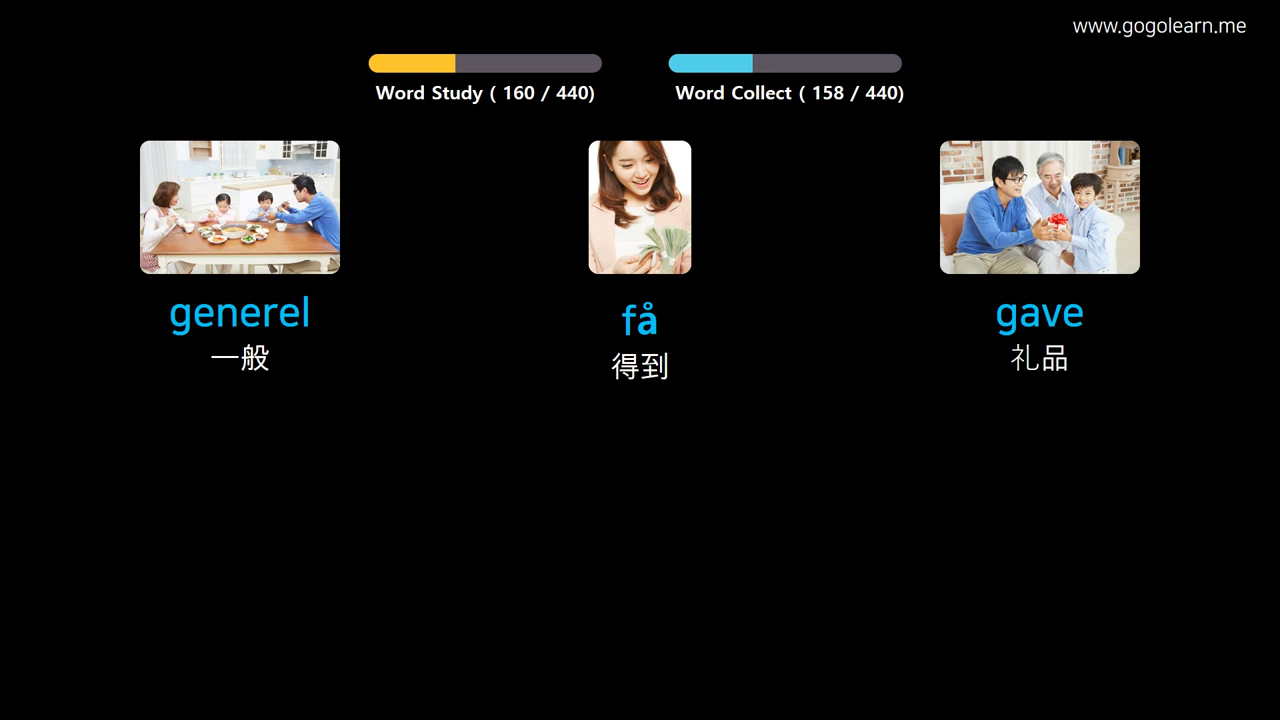 www.gogolearn.me
Word Study ( 160 / 440)
Word Collect ( 158 / 440)
generel
一般
få
得到
gave
礼品